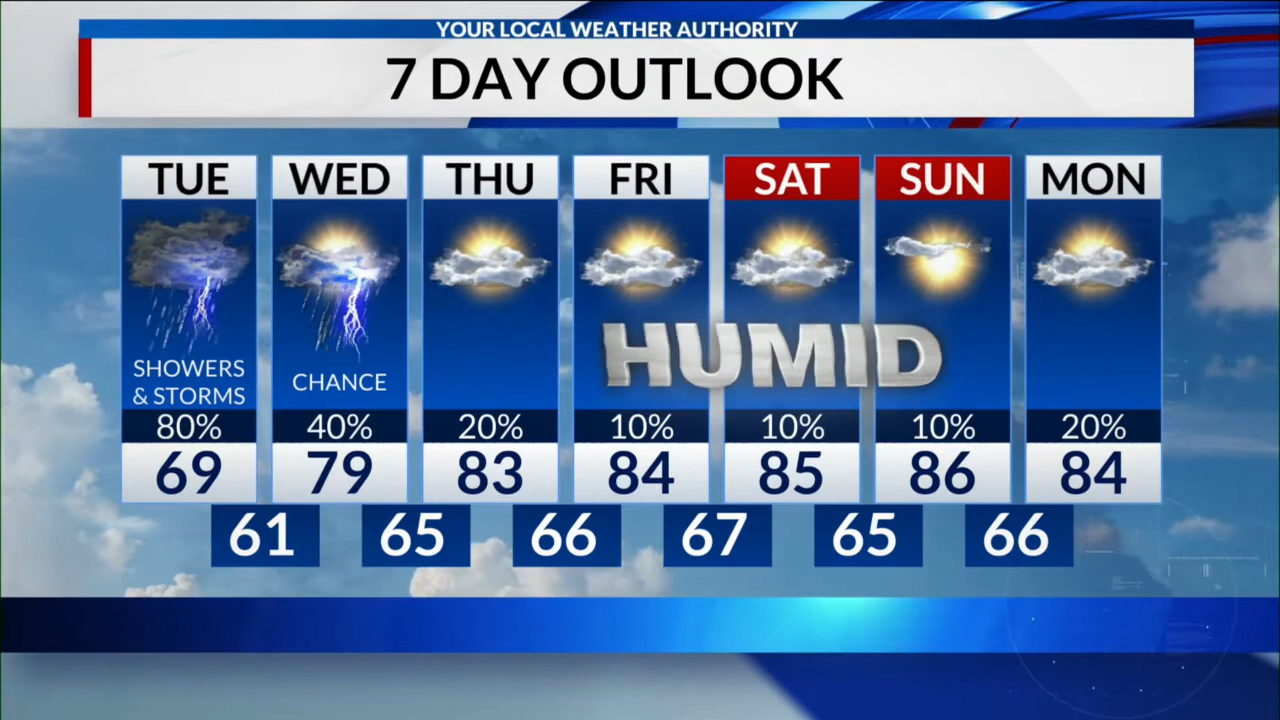 YOUR LOCAL WEATHER AUTHORITY
7 DAY OUTLOOK
TUE WED THU FRI SAT SUN MON
HUMID
SHOWERS
& STORMS
CHANCE
80% 40% 20% 10% 10% 10% 20%
69 79 83 84 85 86 84
61 65 66 67 65 66